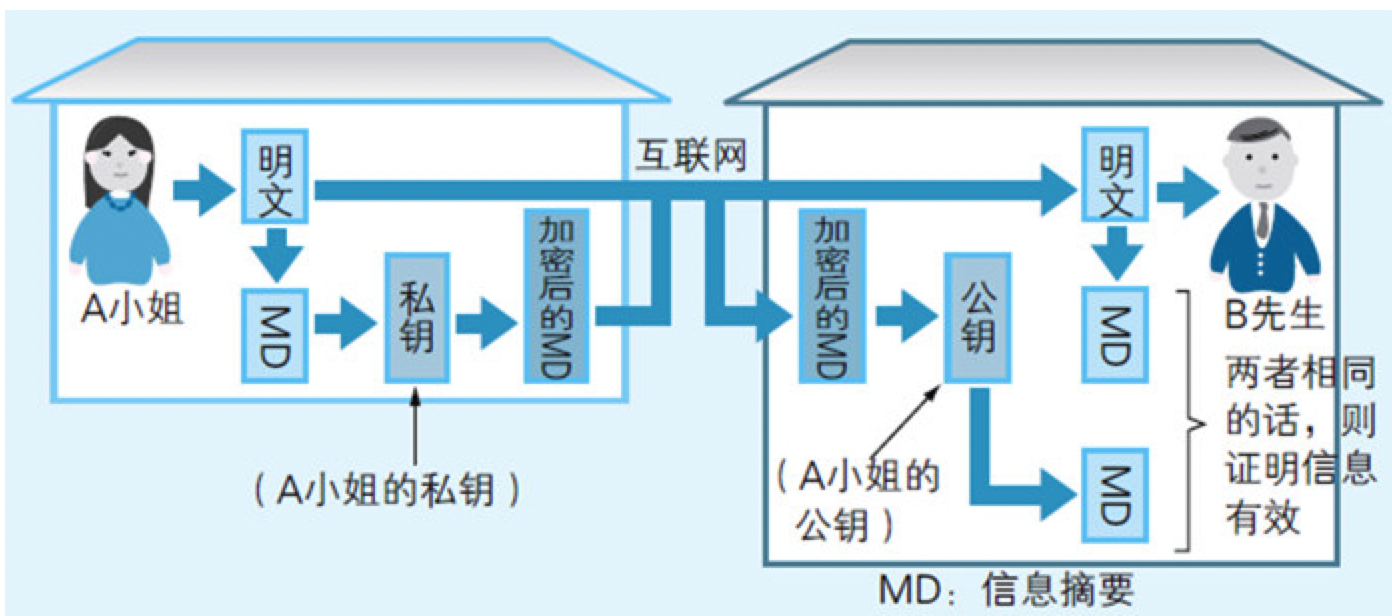 互联网
明文
MD
私钥
加密后的MD
A小姐
（A小姐的私钥）
加密后的MD
公钥
明文
MD
MD
B先生
两者相同
的话，则
证明信息
有效
（A小姐的
公钥）
MD：信息摘要